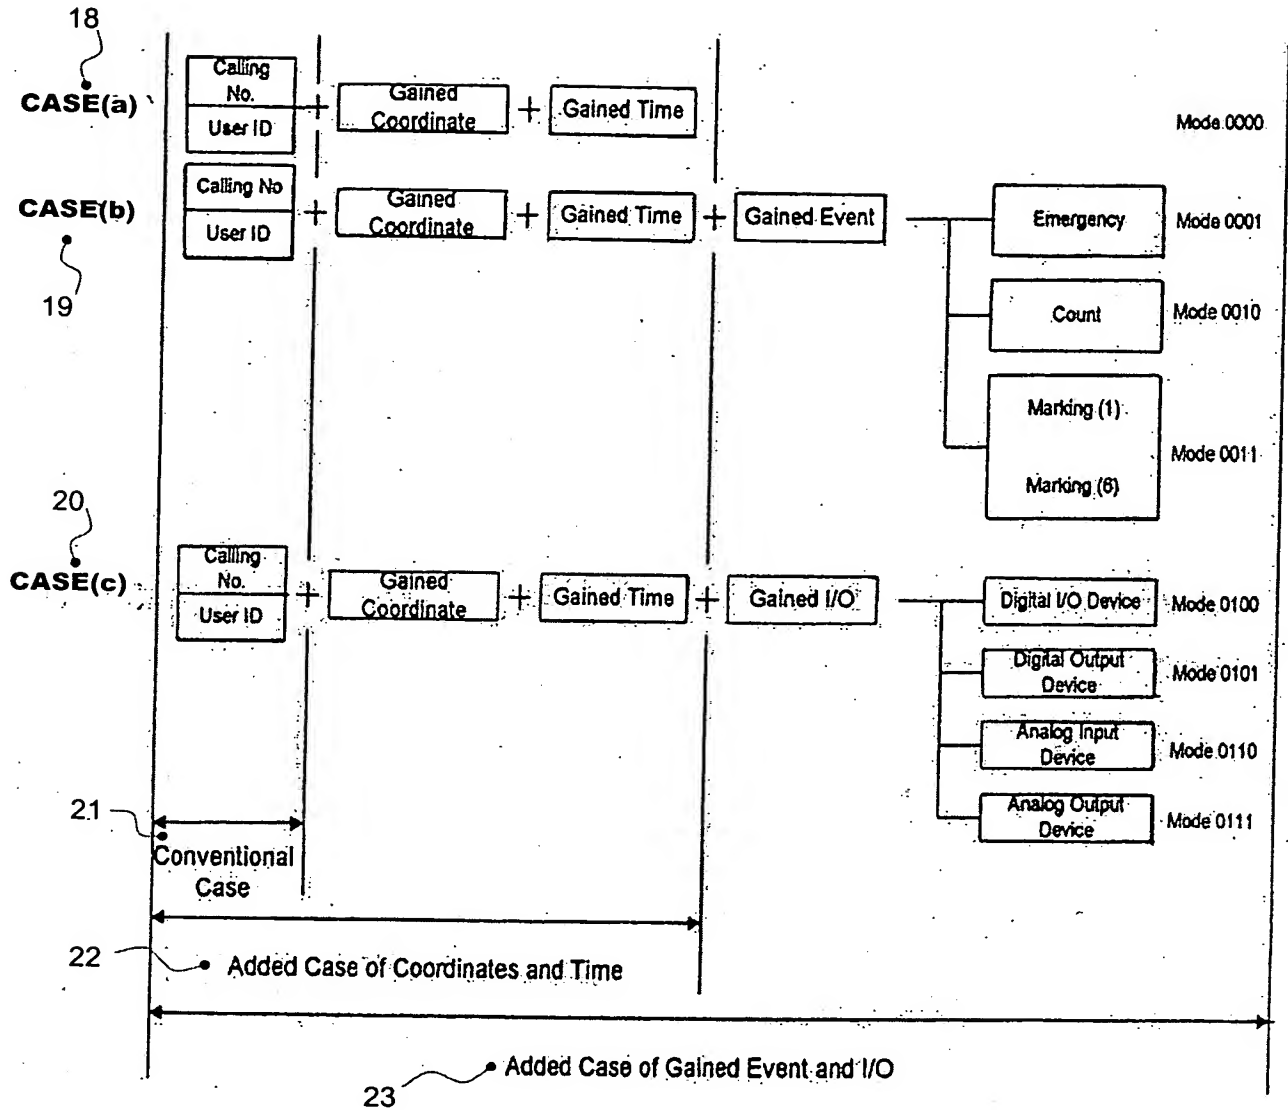 18
CASE(a)
Calling
No.
User ID
+
Gained
Coordinate
+
Gained Time
Mode 0000
CASE(b)
19
Calling No
User ID
+
Gained
Coordinate
+
Gained Time
+
Gained Event
Emergency
Mode 0001
Count
Mode 0010
Marking (1)
Marking (6)
Mode 0011
20
CASE(c)
Calling
No.
User ID
+
Gained
Coordinate
+
Gained Time
+
Gained I/O
Digital I/O Device
Mode 0100
Digital Output
Device
Mode 0101
Analog Input
Device
Mode 0110
Analog Output
Device
Mode 0111
21
Conventional
Case
22
Added Case of Coordinates and Time
Added Case of Gained Event and I/O
23